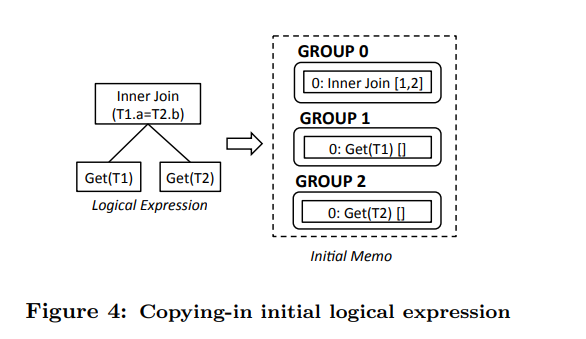 Inner Join
(T1.a=T2.b)
Get(T1)
Get(T2)
Logical Expression
GROUP 0
0: Inner Join [1,2]
GROUP 1
0: Get(T1) []
GROUP 2
0: Get(T2) []
Initial Memo
Figure 4: Copying-in initial logical expression